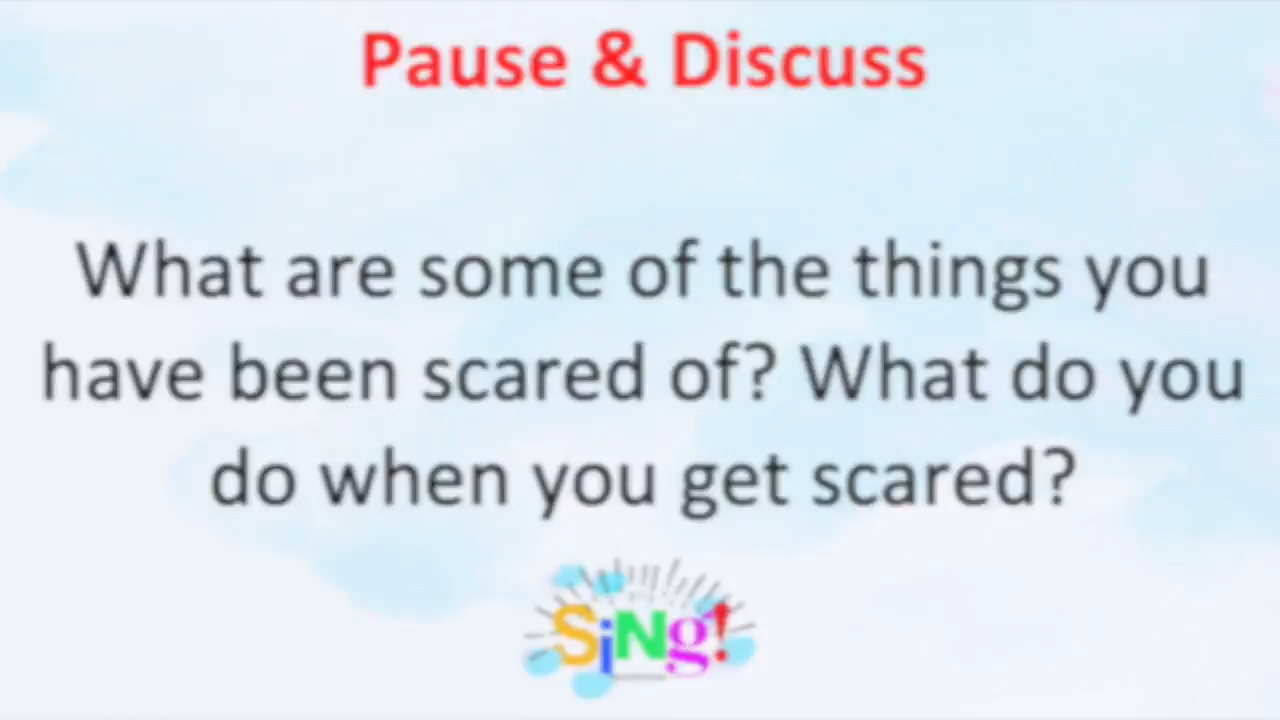 Pause & Discuss
What are some of the things you
have been scared of? What do you
do when you get scared?
SiNg!